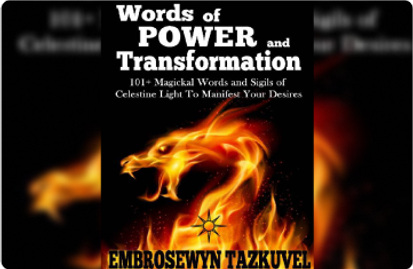 Words of
POWER and
Transformation
101+ Magickal Words and Sigils of
Celestine Light To Manifest Your Desires
EMBROSEWYN TAZKUVEL